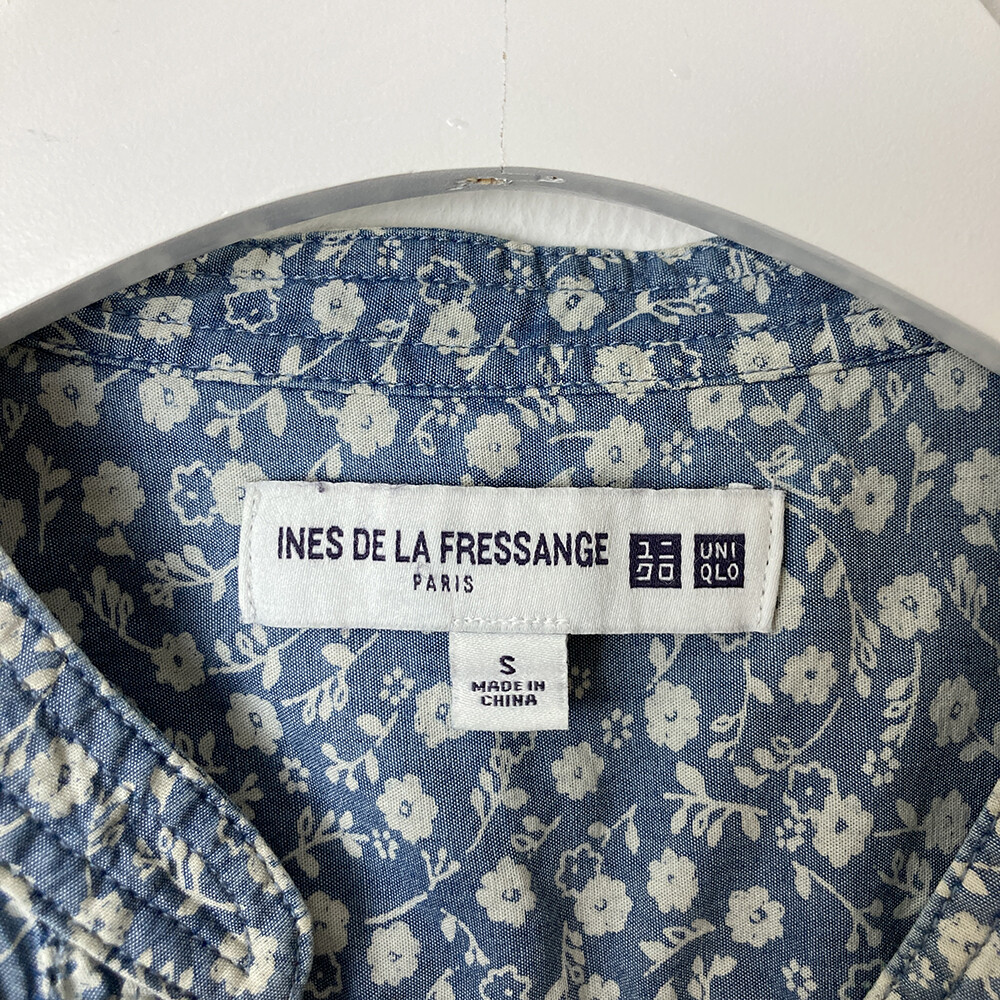 INES DE LA FRESSANGE
PARIS
ユニ
クロ
UNI
QLO
S
MADE IN
CHINA